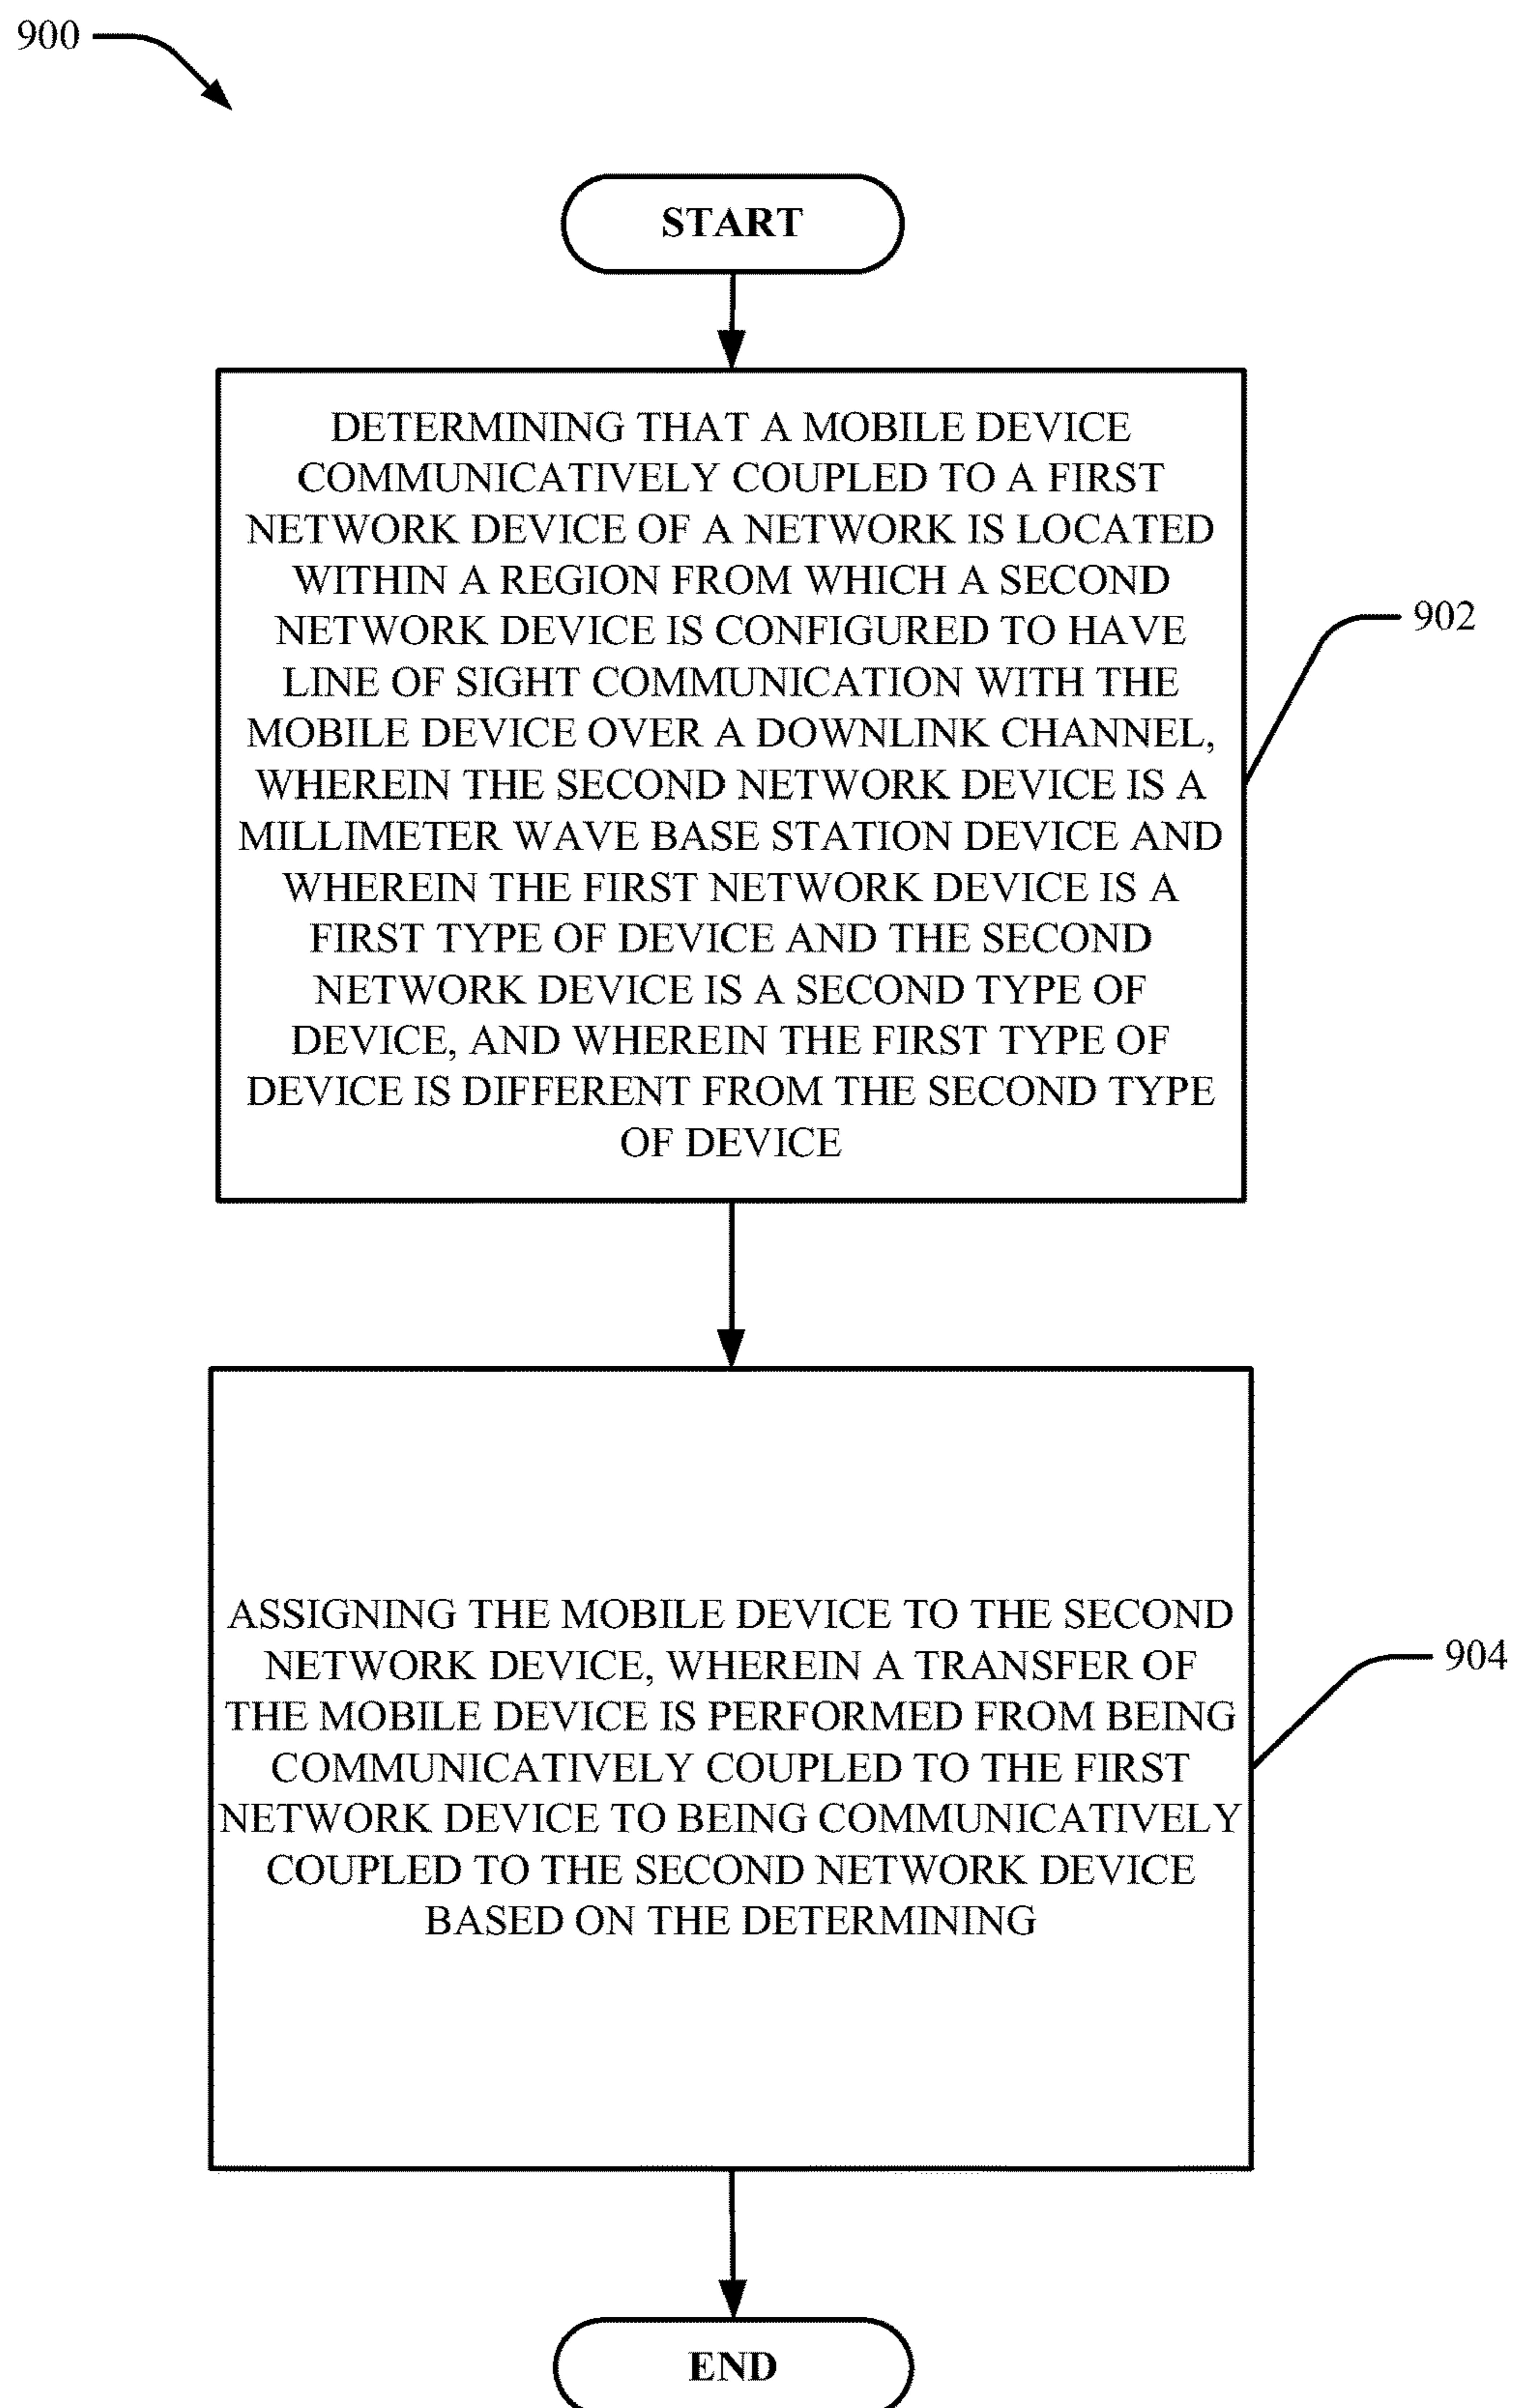 900
START
DETERMINING THAT A MOBILE DEVICE
COMMUNICATIVELY COUPLED TO A FIRST
NETWORK DEVICE OF A NETWORK IS LOCATED
WITHIN A REGION FROM WHICH A SECOND
NETWORK DEVICE IS CONFIGURED TO HAVE
LINE OF SIGHT COMMUNICATION WITH THE
MOBILE DEVICE OVER A DOWNLINK CHANNEL,
WHEREIN THE SECOND NETWORK DEVICE IS A
MILLIMETER WAVE BASE STATION DEVICE AND
WHEREIN THE FIRST NETWORK DEVICE IS A
FIRST TYPE OF DEVICE AND THE SECOND
NETWORK DEVICE IS A SECOND TYPE OF
DEVICE, AND WHEREIN THE FIRST TYPE OF
DEVICE IS DIFFERENT FROM THE SECOND TYPE
OF DEVICE
902
ASSIGNING THE MOBILE DEVICE TO THE SECOND
NETWORK DEVICE, WHEREIN A TRANSFER OF
THE MOBILE DEVICE IS PERFORMED FROM BEING
COMMUNICATIVELY COUPLED TO THE FIRST
NETWORK DEVICE TO BEING COMMUNICATIVELY
COUPLED TO THE SECOND NETWORK DEVICE
BASED ON THE DETERMINING
904
END